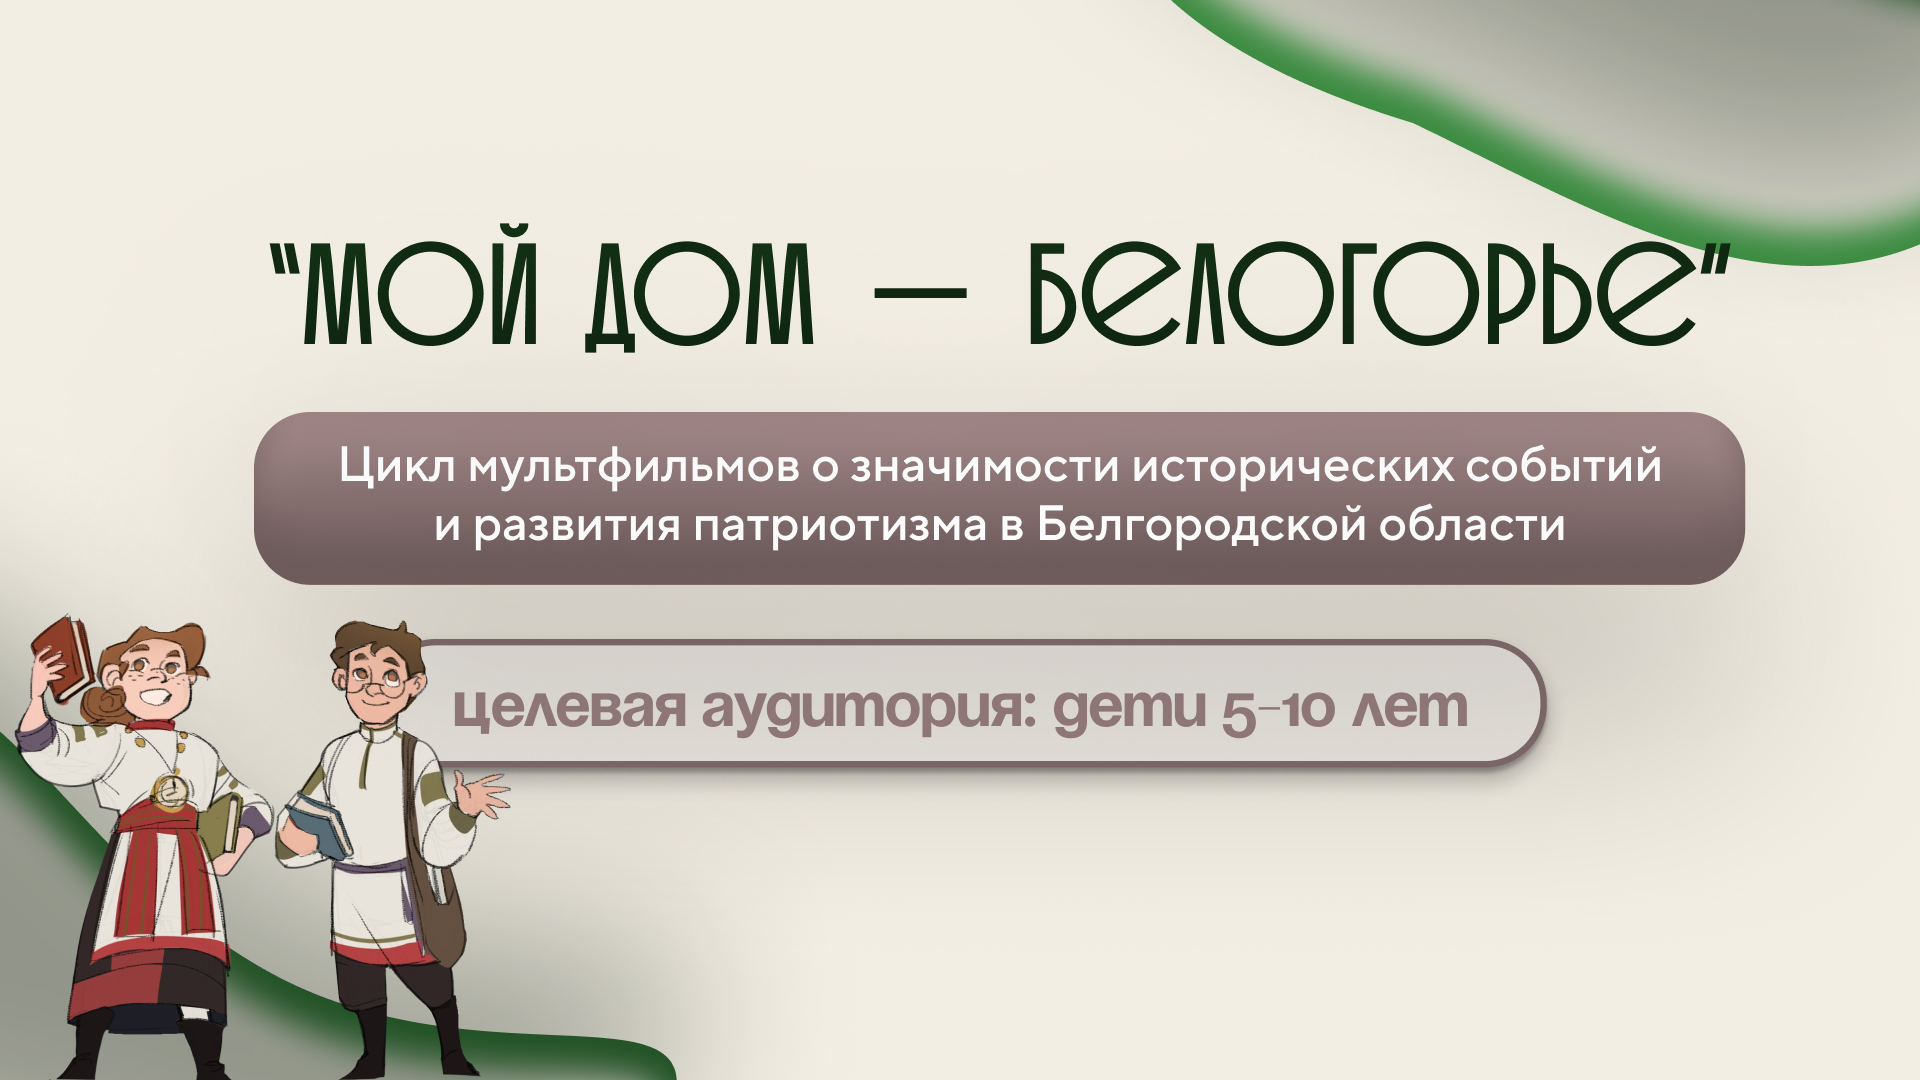 “МОЙ ДОМ — БЕЛОГОРЬЕ”
Цикл мультфильмов о значимости исторических событий
и развития патриотизма в Белгородской области
целевая аудитория: дети 5-10 лет